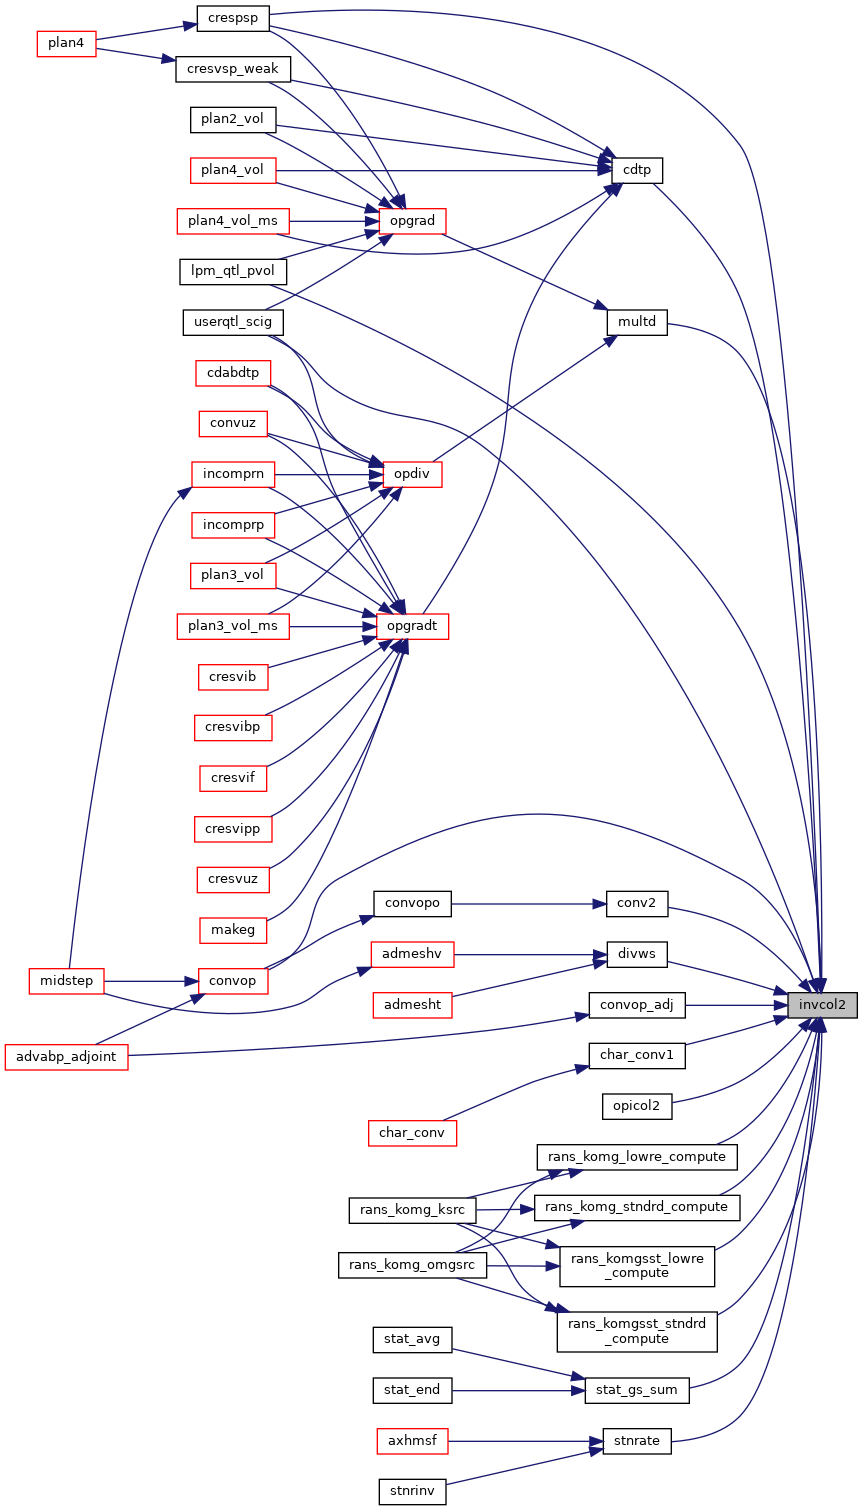 crespsp
plan4
cresvsp_weak
plan2_vol
cdtp
plan4_vol
plan4_vol_ms
opgrad
lpm_qtl_pvol
userqtl_scig
multd
cdabdtp
convuz
incomprn
opdiv
incomprp
plan3_vol
plan3_vol_ms
opgradt
cresvib
cresvibp
cresvif
cresvipp
cresvuz
makeg
convopo
conv2
admeshv
divws
midstep
convop
admesht
convop_adj
invcol2
advabp_adjoint
char_conv1
opicol2
char_conv
rans_komg_lowre_compute
rans_komg_ksrc
rans_komg_stndrd_compute
rans_komg_omgsrc
rans_komgsst_lowre
_compute
rans_komgsst_stndrd
_compute
stat_avg
stat_end
stat_gs_sum
axhmsf
stnrate
stnrinv